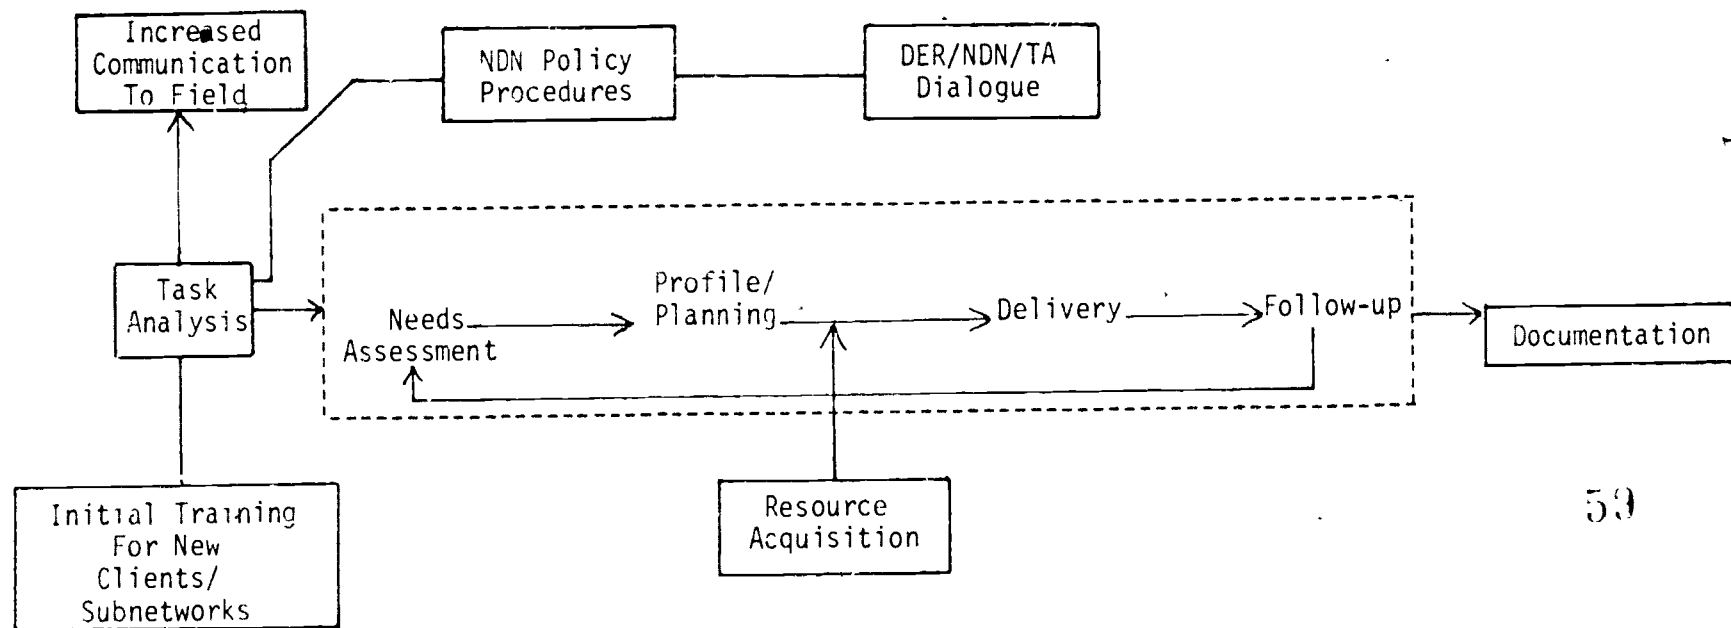 Increased
Communication
To Field
NDN Policy
Procedures
DER/NDN/TA
Dialogue
Task
Analysis
Needs
Assessment
Profile/
Planning
Delivery
Follow-up
Documentation
Resource
Acquisition
Initial Training
For New
Clients/
Subnetworks
59